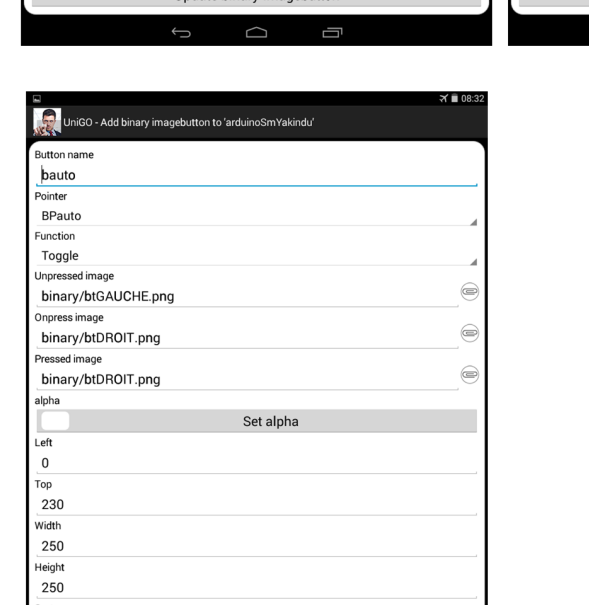 08:32
UniGO - Add binary imagebutton to 'arduinoSmYakindu'
Button name
bauto
Pointer
BPauto
Function
Toggle
Unpressed image
binary/btGAUCHE.png
Onpress image
binary/btDROIT.png
Pressed image
binary/btDROIT.png
alpha
Set alpha
Left
0
Top
230
Width
250
Height
250